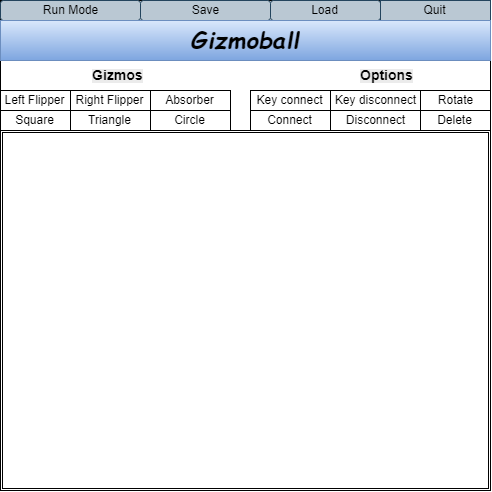 Run Mode Save Load Quit
Gizmoball
Gizmos Options
Left Flipper Right Flipper Absorber Key connect Key disconnect Rotate
Square Triangle Circle Connect Disconnect Delete